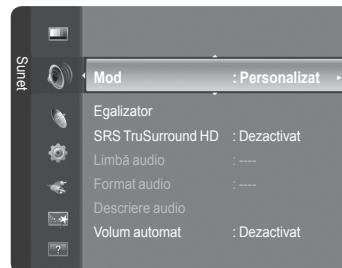 Sunet
Mod : Personalizat
Egalizator
SRS TruSurround HD : Dezactivat
Limbă audio : ----
Format audio : ----
Descriere audio
Volum automat : Dezactivat
?